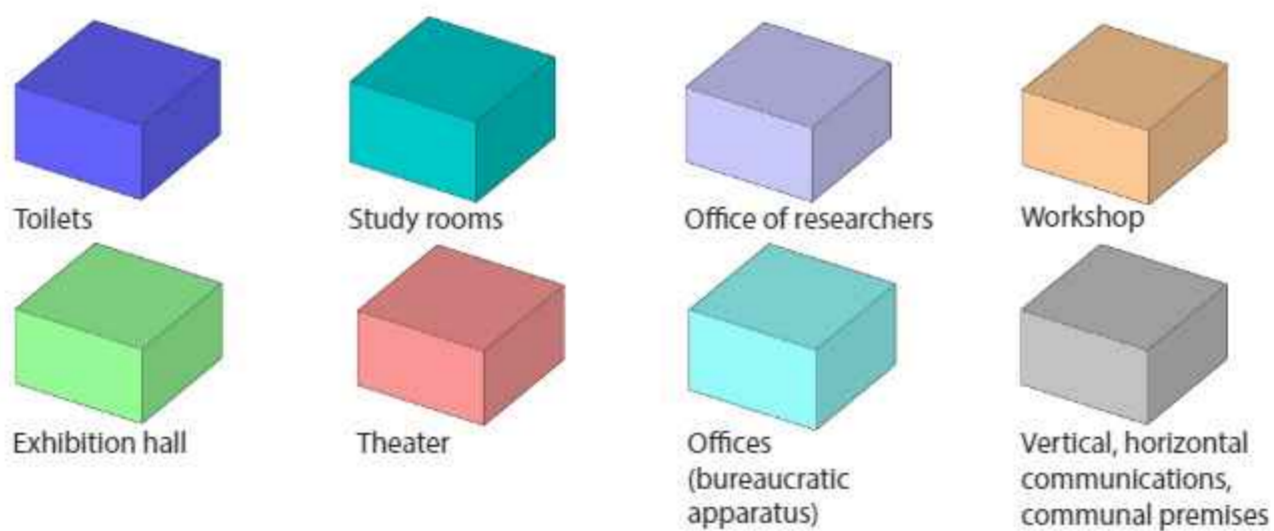 Toilets
Study rooms
Office of researchers
Workshop
Exhibition hall
Theater
Offices
(bureaucratic
apparatus)
Vertical, horizontal
communications,
communal premises